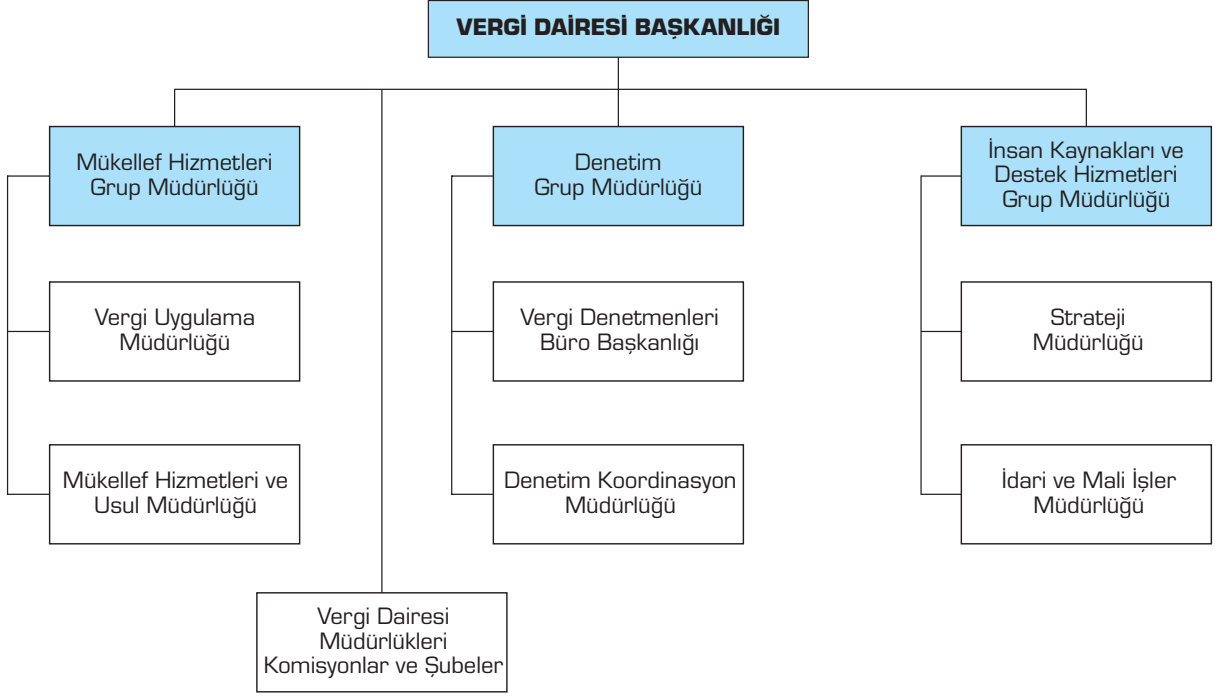 VERGİ DAİRESİ BAŞKANLIĞI
Mükellef Hizmetleri
Grup Müdürlüğü
Denetim
Grup Müdürlüğü
İnsan Kaynakları ve
Destek Hizmetleri
Grup Müdürlüğü
Vergi Uygulama
Müdürlüğü
Vergi Denetmenleri
Büro Başkanlığı
Strateji
Müdürlüğü
Mükellef Hizmetleri ve
Usul Müdürlüğü
Denetim Koordinasyon
Müdürlüğü
İdari ve Mali İşler
Müdürlüğü
Vergi Dairesi
Müdürlükleri
Komisyonlar ve Şubeler